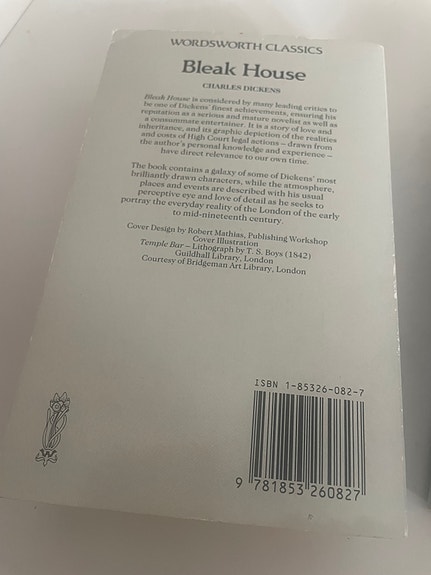 WORDSWORTH CLASSICS
Bleak House
CHARLES DICKENS
Bleak House is considered by many leading critics to
be one of Dickens' finest achievements, ensuring his
reputation as a serious and mature novelist as well as
a consummate entertainer. It is a story of love and
inheritance, and its graphic depiction of the realities
and costs of High Court legal actions – drawn from
the author's personal knowledge and experience –
have direct relevance to our own time.
The book contains a galaxy of some of Dickens' most
brilliantly drawn characters, while the atmosphere,
places and events are described with his usual
perceptive eye and love of detail as he seeks to
portray the everyday reality of the London of the early
to mid-nineteenth century.
Cover Design by Robert Mathias, Publishing Workshop
Cover Illustration
Temple Bar – Lithograph by T. S. Boys (1842)
Guildhall Library, London
Courtesy of Bridgeman Art Library, London
ISBN 1-85326-082-7
9 781853 260827
W